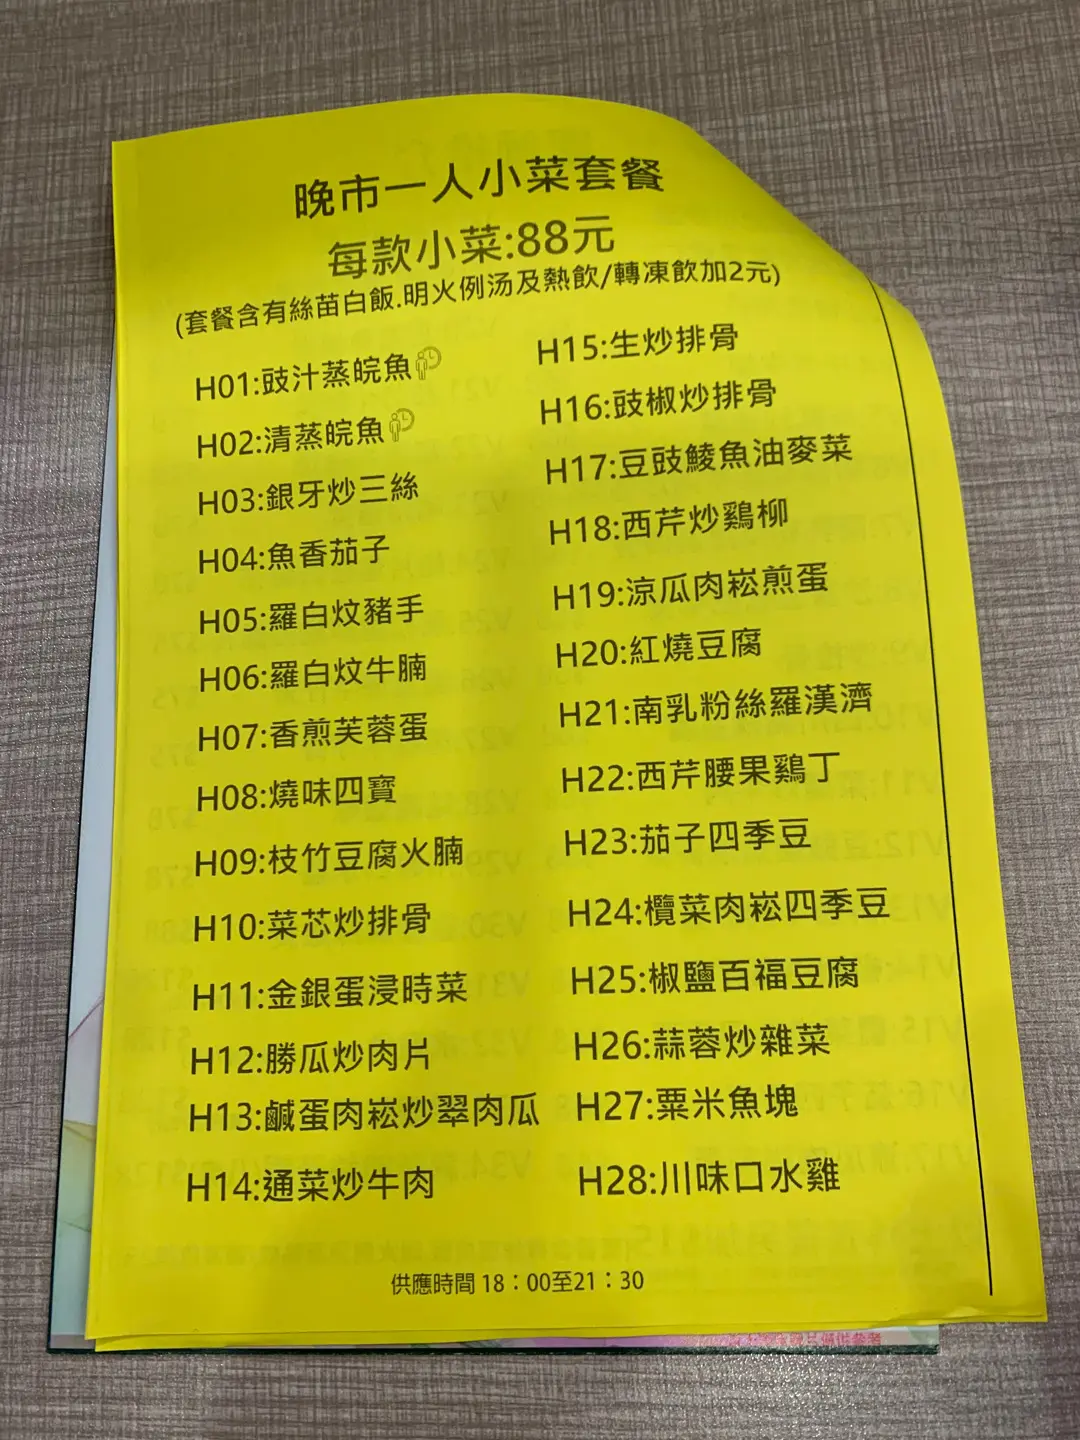 晚市一人小菜套餐
每款小菜:88元
(套餐含有絲苗白飯.明火例汤及熱飲/轉凍飲加2元)
H01:豉汁蒸皖魚
H02:清蒸皖魚
H03:銀牙炒三絲
H04:魚香茄子
H05:羅白炆豬手
H06:羅白炆牛腩
H07:香煎芙蓉蛋
H08:燒味四寶
H09:枝竹豆腐火腩
H10:菜芯炒排骨
H11:金銀蛋浸時菜
H12:勝瓜炒肉片
H13:鹹蛋肉崧炒翠肉瓜
H14:通菜炒牛肉
H15:生炒排骨
H16:豉椒炒排骨
H17:豆豉鯪魚油麥菜
H18:西芹炒鷄柳
H19:涼瓜肉崧煎蛋
H20:紅燒豆腐
H21:南乳粉絲羅漢濟
H22:西芹腰果鷄丁
H23:茄子四季豆
H24:欖菜肉崧四季豆
H25:椒鹽百福豆腐
H26:蒜蓉炒雜菜
H27:粟米魚塊
H28:川味口水雞
供應時間 18：00至21：30